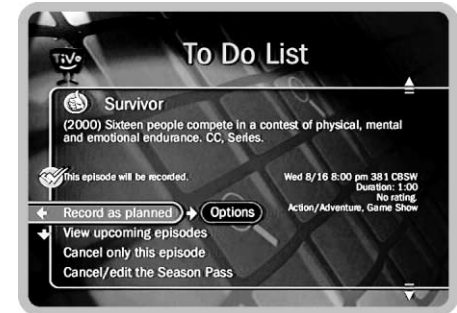 TiVo
To Do List
Survivor
(2000) Sixteen people compete in a contest of physical, mental
and emotional endurance. CC, Series.
This episode will be recorded.
Wed 8/16 8:00 pm 381 CBSW
Duration: 1:00
No rating.
Action/Adventure, Game Show
Record as planned Options
View upcoming episodes
Cancel only this episode
Cancel/edit the Season Pass